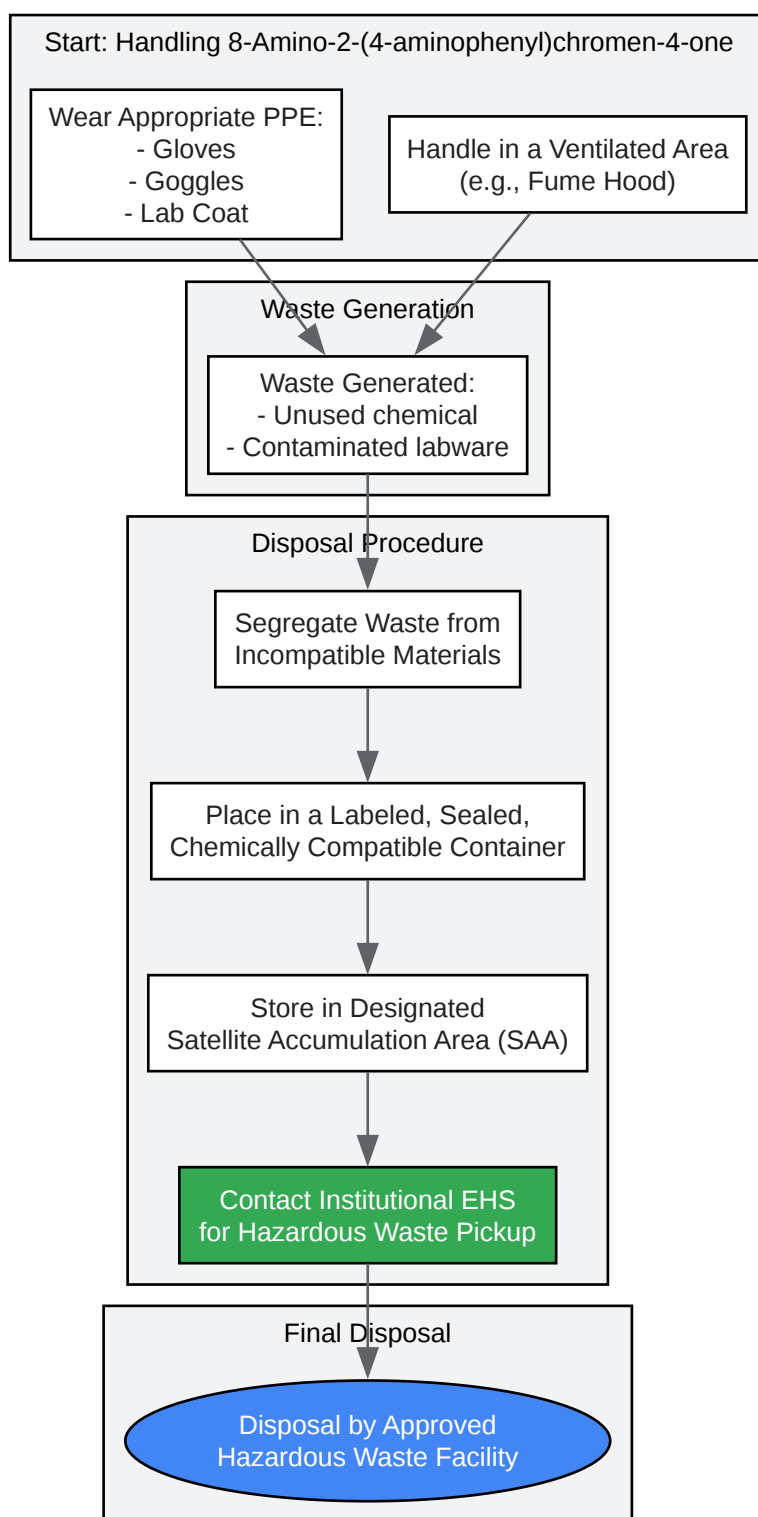 Start: Handling 8-Amino-2-(4-aminophenyl)chromen-4-one
Wear Appropriate PPE:
- Gloves
- Goggles
- Lab Coat
Handle in a Ventilated Area
(e.g., Fume Hood)
Waste Generation
Waste Generated:
- Unused chemical
- Contaminated labware
Disposal Procedure
Segregate Waste from
Incompatible Materials
Place in a Labeled, Sealed,
Chemically Compatible Container
Store in Designated
Satellite Accumulation Area (SAA)
Contact Institutional EHS
for Hazardous Waste Pickup
Final Disposal
Disposal by Approved
Hazardous Waste Facility